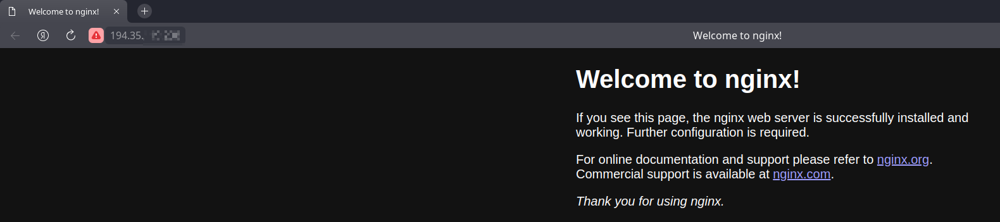 Welcome to nginx!
194.35.
Welcome to nginx!
Welcome to nginx!
If you see this page, the nginx web server is successfully installed and
working. Further configuration is required.
For online documentation and support please refer to nginx.org.
Commercial support is available at nginx.com.
Thank you for using nginx.